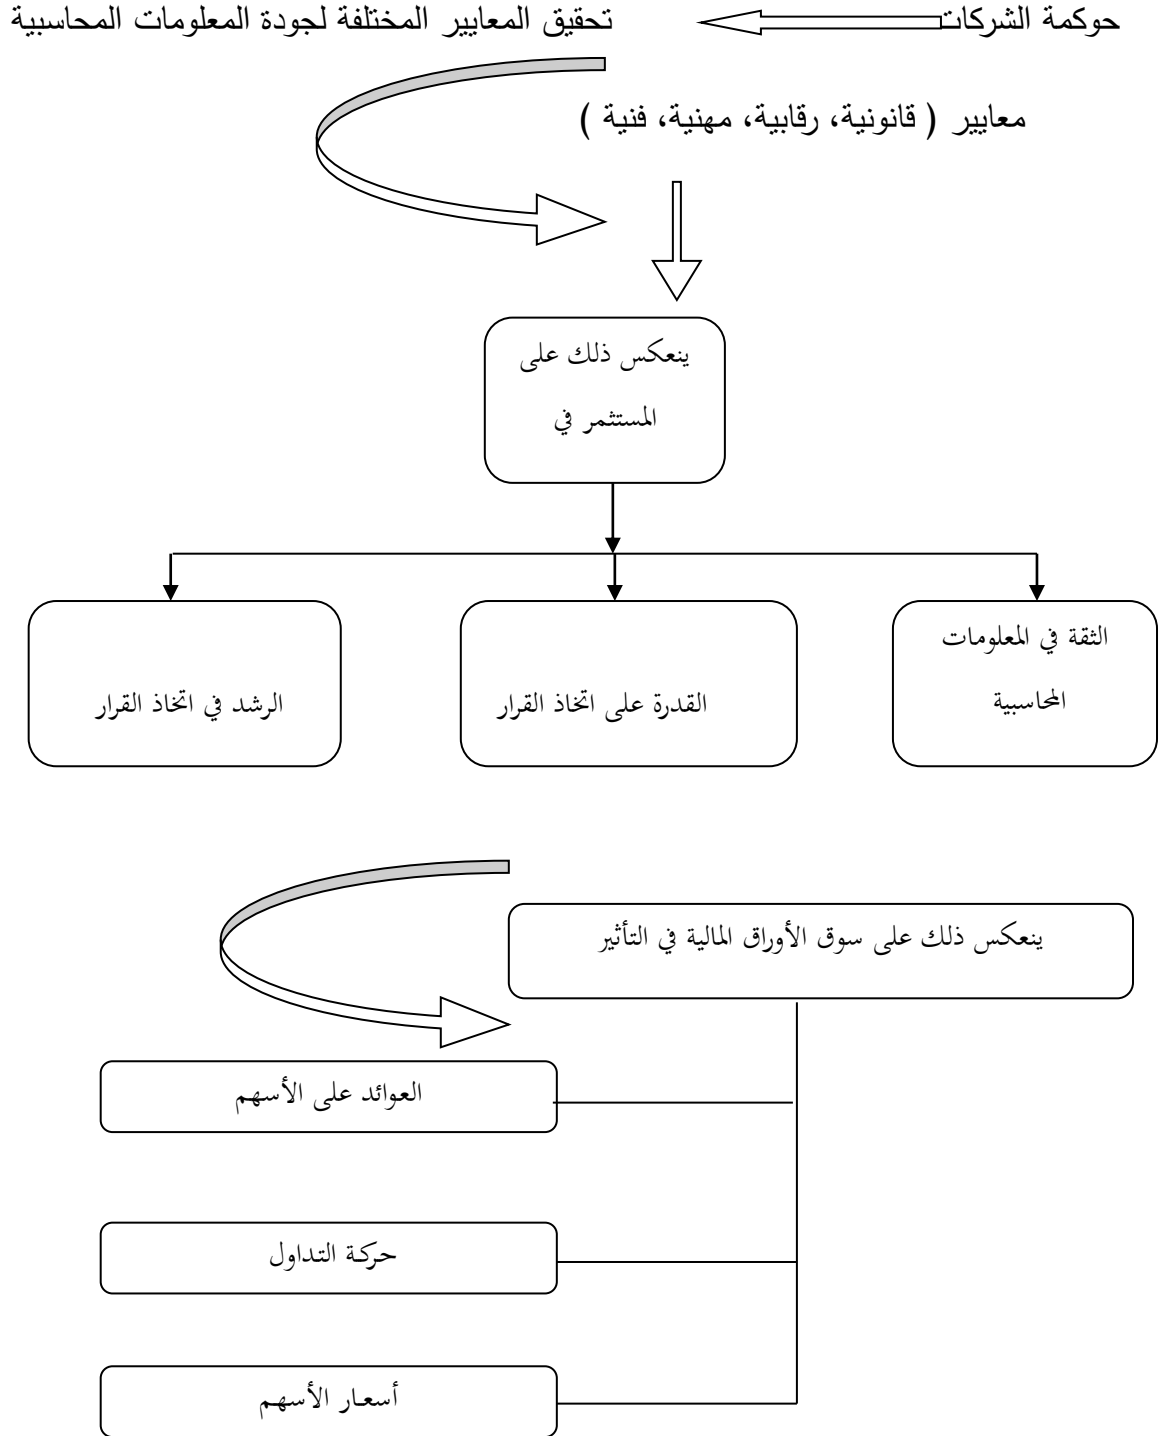 حوكمة الشركات تحقيق المعايير المختلفة لجودة المعلومات المحاسبية
معايير ( قانونية، رقابية، مهنية، فنية )
ينعكس ذلك على
المستثمر في
الثقة في المعلومات
المحاسبية
القدرة على اتخاذ القرار
الرشد في اتخاذ القرار
ينعكس ذلك على سوق الأوراق المالية في التأثير
العوائد على الأسهم
حركة التداول
أسعار الأسهم